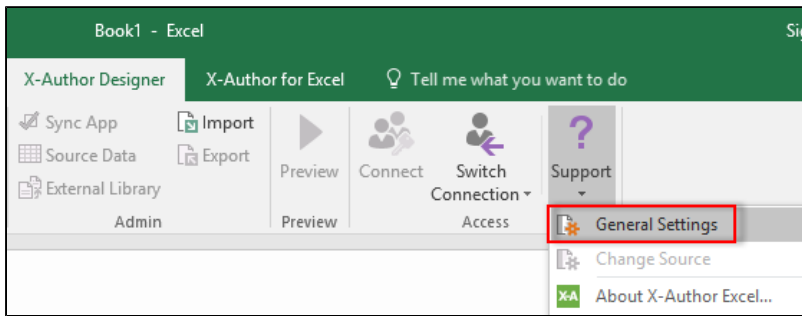 Book1 - Excel
X-Author Designer X-Author for Excel Tell me what you want to do
Sync App Import
Source Data Export
External Library
Preview Connect Switch Connection Support
Admin Preview Access
General Settings
Change Source
X-A About X-Author Excel...